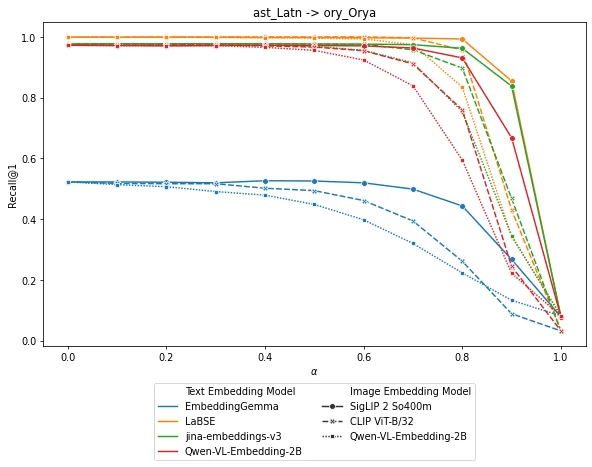 ast_Latn -> ory_Orya
1.0
0.8
0.6
0.4
0.2
0.0
Recall@1
0.0 0.2 0.4 0.6 0.8 1.0
α
Text Embedding Model Image Embedding Model
EmbeddingGemma SigLIP 2 So400m
LaBSE CLIP ViT-B/32
jina-embeddings-v3 Qwen-VL-Embedding-2B
Qwen-VL-Embedding-2B